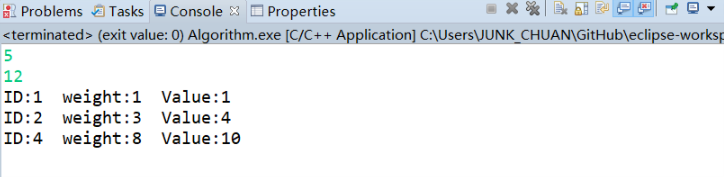 Problems Tasks Console Properties
<terminated> (exit value: 0) Algorithm.exe [C/C++ Application] C:\Users\JUNK_CHUAN\GitHub\eclipse-worksp
5
12
ID:1 weight:1 Value:1
ID:2 weight:3 Value:4
ID:4 weight:8 Value:10